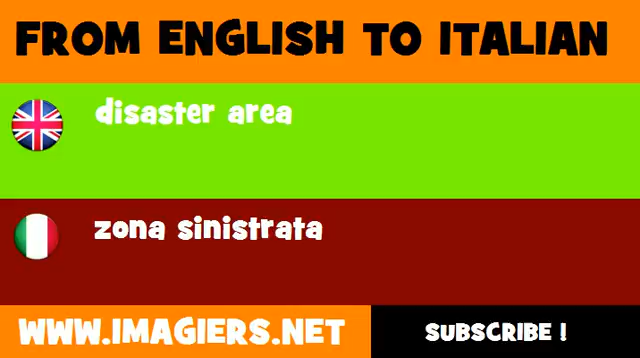 FROM ENGLISH TO ITALIAN
disaster area
zona sinistrata
WWW.IMAGIERS.NET
SUBSCRIBE !